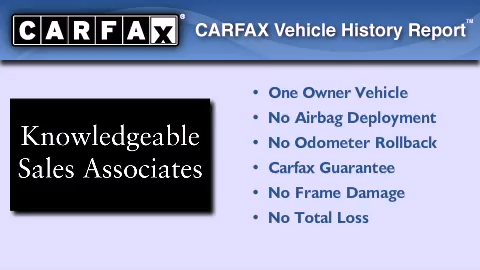 CARFAX® CARFAX Vehicle History Report™
Knowledgeable
Sales Associates
• One Owner Vehicle
• No Airbag Deployment
• No Odometer Rollback
• Carfax Guarantee
• No Frame Damage
• No Total Loss